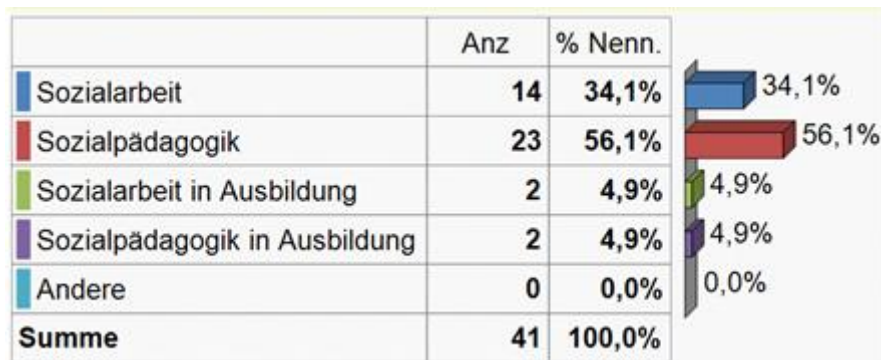 Anz % Nenn.
Sozialarbeit 14 34,1% 34,1%
Sozialpädagogik 23 56,1% 56,1%
Sozialarbeit in Ausbildung 2 4,9% 4,9%
Sozialpädagogik in Ausbildung 2 4,9% 4,9%
Andere 0 0,0% 0,0%
Summe 41 100,0%